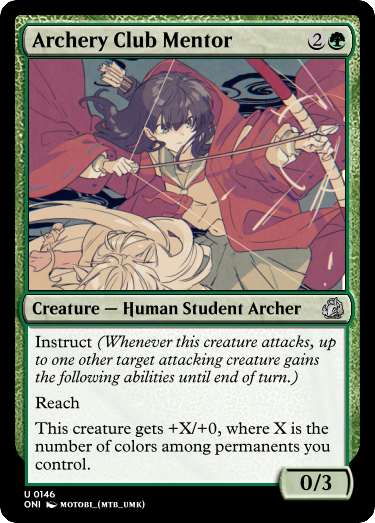 Archery Club Mentor 2
Creature — Human Student Archer
Instruct (Whenever this creature attacks, up
to one other target attacking creature gains
the following abilities until end of turn.)
Reach
This creature gets +X/+0, where X is the
number of colors among permanents you
control.
0/3
U 0146
ONI MOTOBI_(MTB_UMK)